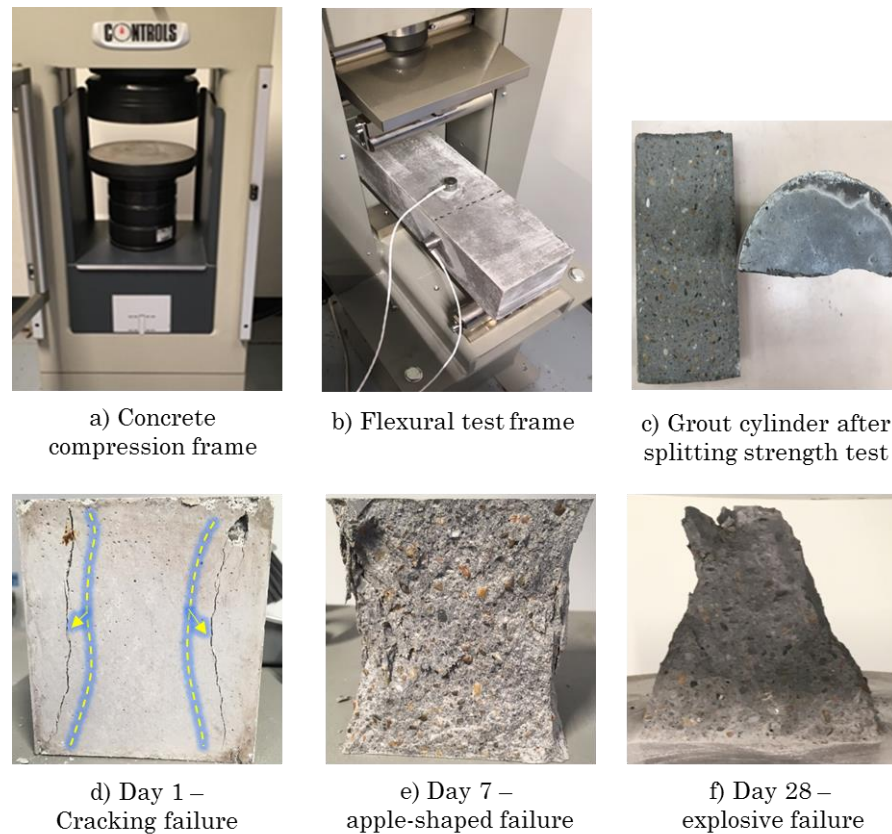 CONTROLS
a) Concrete
compression frame
b) Flexural test frame
c) Grout cylinder after
splitting strength test
d) Day 1 –
Cracking failure
e) Day 7 –
apple-shaped failure
f) Day 28 –
explosive failure